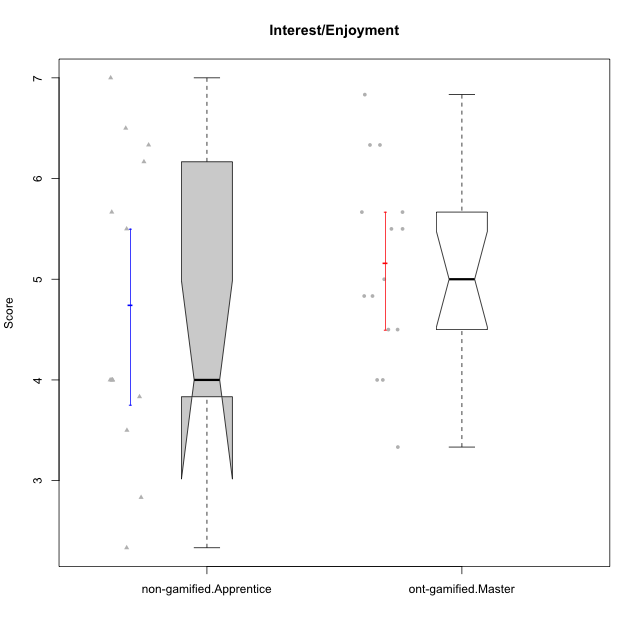 Interest/Enjoyment
7
6
5
4
3
Score
non-gamified.Apprentice
ont-gamified.Master